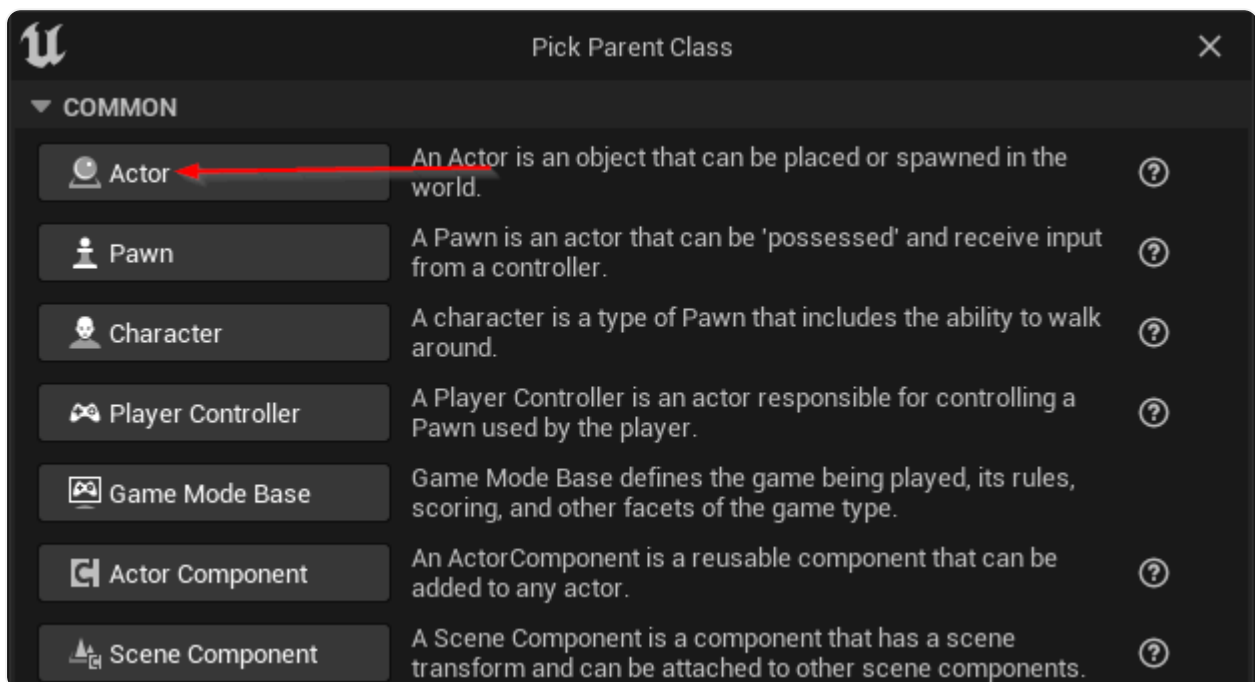 Pick Parent Class
COMMON
Actor
An Actor is an object that can be placed or spawned in the
world.
Pawn
A Pawn is an actor that can be 'possessed' and receive input
from a controller.
Character
A character is a type of Pawn that includes the ability to walk
around.
Player Controller
A Player Controller is an actor responsible for controlling a
Pawn used by the player.
Game Mode Base
Game Mode Base defines the game being played, its rules,
scoring, and other facets of the game type.
Actor Component
An ActorComponent is a reusable component that can be
added to any actor.
Scene Component
A Scene Component is a component that has a scene
transform and can be attached to other scene components.